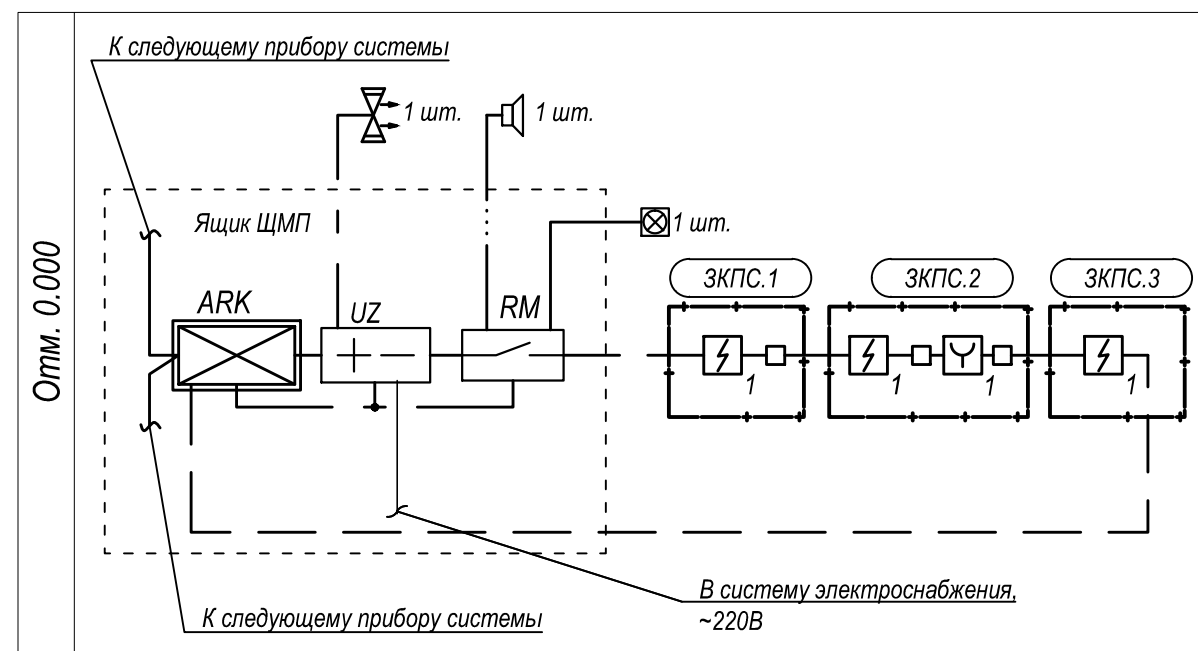 К следующему прибору системы
1 шт.
1 шт.
Ящик ЩМП
1 шт.
Отм. 0.000
ЗКПС.1
ЗКПС.2
ЗКПС.3
ARK
UZ
RM
1
1
1
1
В систему электроснабжения,
~220В
К следующему прибору системы